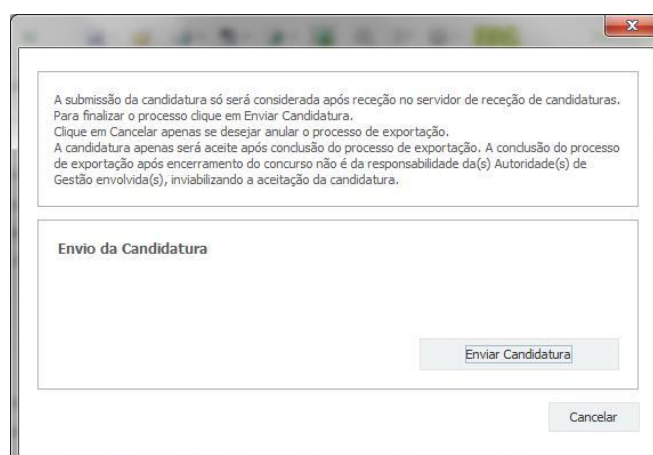 A submissão da candidatura só será considerada após receção no servidor de receção de candidaturas.
Para finalizar o processo clique em Enviar Candidatura.
Clique em Cancelar apenas se desejar anular o processo de exportação.
A candidatura apenas será aceite após conclusão do processo de exportação. A conclusão do processo
de exportação após encerramento do concurso não é da responsabilidade da(s) Autoridade(s) de
Gestão envolvida(s), inviabilizando a aceitação da candidatura.
Envio da Candidatura
Enviar Candidatura
Cancelar